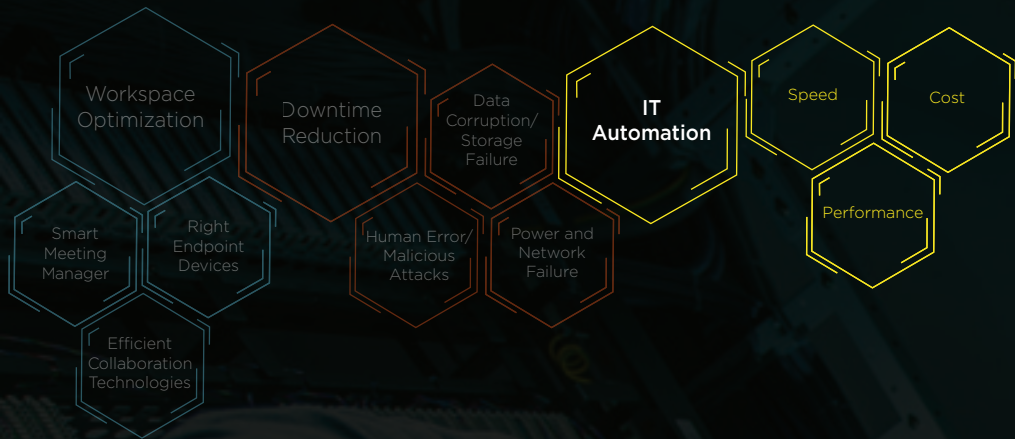 Workspace
Optimization
Smart
Meeting
Manager
Right
Endpoint
Devices
Efficient
Collaboration
Technologies
Downtime
Reduction
Data
Corruption/
Storage
Failure
Human Error/
Malicious
Attacks
Power and
Network
Failure
IT
Automation
Speed
Cost
Performance